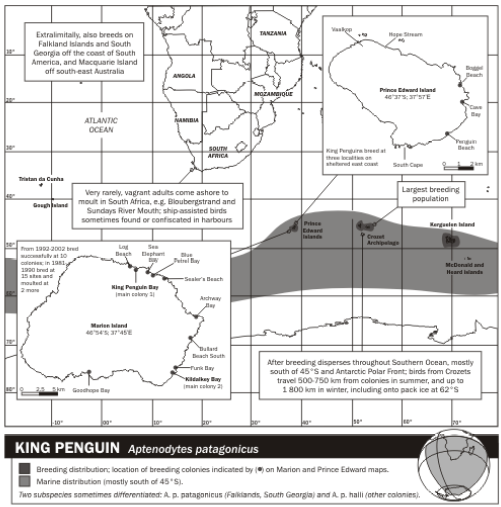 Extralimitally, also breeds on
Falkland Islands and South
Georgia off the coast of South
America, and Macquarie Island
off south-east Australia
TANZANIA
ANGOLA
MOZAMBIQUE
NAMIBIA
SOUTH
AFRICA
ATLANTIC
OCEAN
Vaalkop
Hope Stream
Boggel
Beach
Prince Edward Island
46°37'S; 37°57'E
Cave
Bay
Penguin
Beach
South Cape
King Penguins breed at
three localities on
sheltered east coast
0 1 2 km
Tristan da Cunha
Gough Island
Very rarely, vagrant adults come ashore to
moult in South Africa, e.g. Bloubergstrand and
Sundays River Mouth; ship-assisted birds
sometimes found or confiscated in harbours
Largest breeding
population
Prince
Edward
Islands
Crozet
Archipelago
Kerguelen Island
McDonald and
Heard Islands
From 1992-2002 bred
successfully at 10
colonies; in 1981-
1990 bred at
15 sites and
moulted at
2 more
Log
Beach
Sea
Elephant
Bay
Blue
Petrel Bay
Sealer's Beach
King Penguin Bay
(main colony 1)
Archway
Bay
Marion Island
46°54'S; 37°45'E
Bullard
Beach South
Funk Bay
Kildalkey Bay
(main colony 2)
Goodhope Bay
0 2,5 5 km
After breeding disperses throughout Southern Ocean, mostly
south of 45°S and Antarctic Polar Front; birds from Crozets
travel 500-750 km from colonies in summer, and up to
1 800 km in winter, including onto pack ice at 62°S
10° 0° 10° 20° 30° 40° 50° 60° 70°
KING PENGUIN Aptenodytes patagonicus
Breeding distribution; location of breeding colonies indicated by (●) on Marion and Prince Edward maps.
Marine distribution (mostly south of 45°S).
Two subspecies sometimes differentiated: A. p. patagonicus (Falklands, South Georgia) and A. p. halli (other colonies).